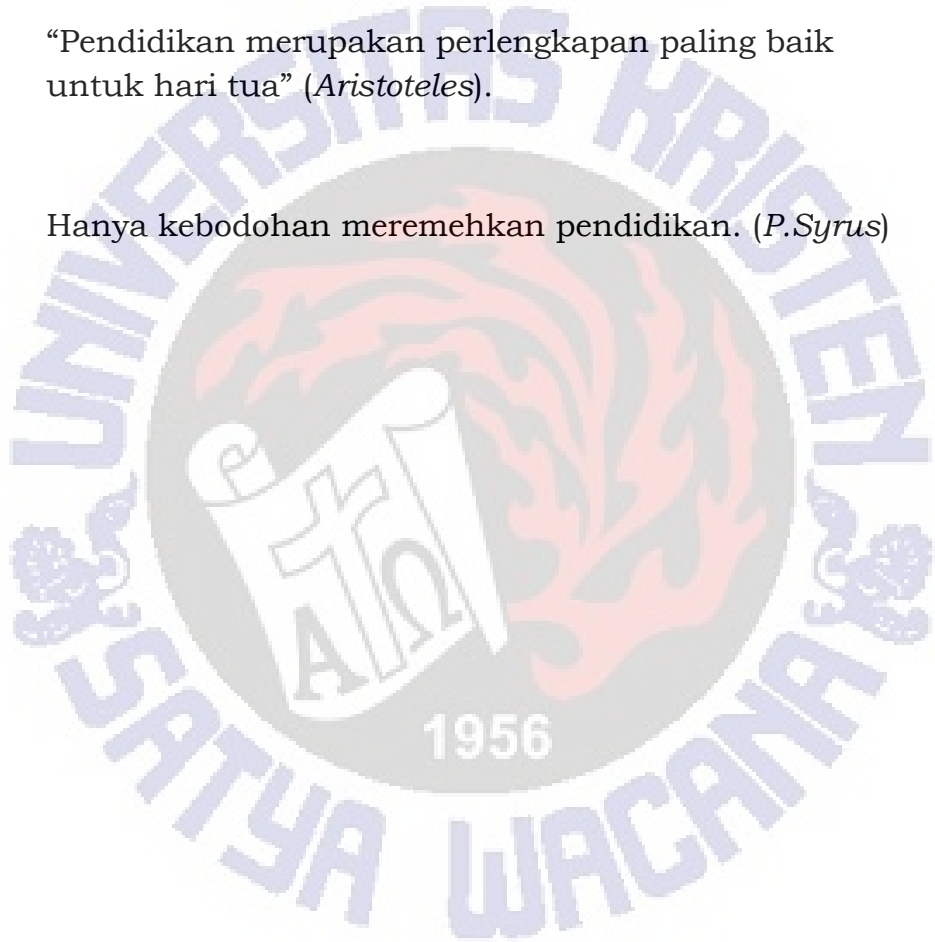 “Pendidikan merupakan perlengkapan paling baik
untuk hari tua” (Aristoteles).
Hanya kebodohan meremehkan pendidikan. (P.Syrus)
UNIVERSITAS KRISTEN
Α Ω
1956
SATYA WACANA